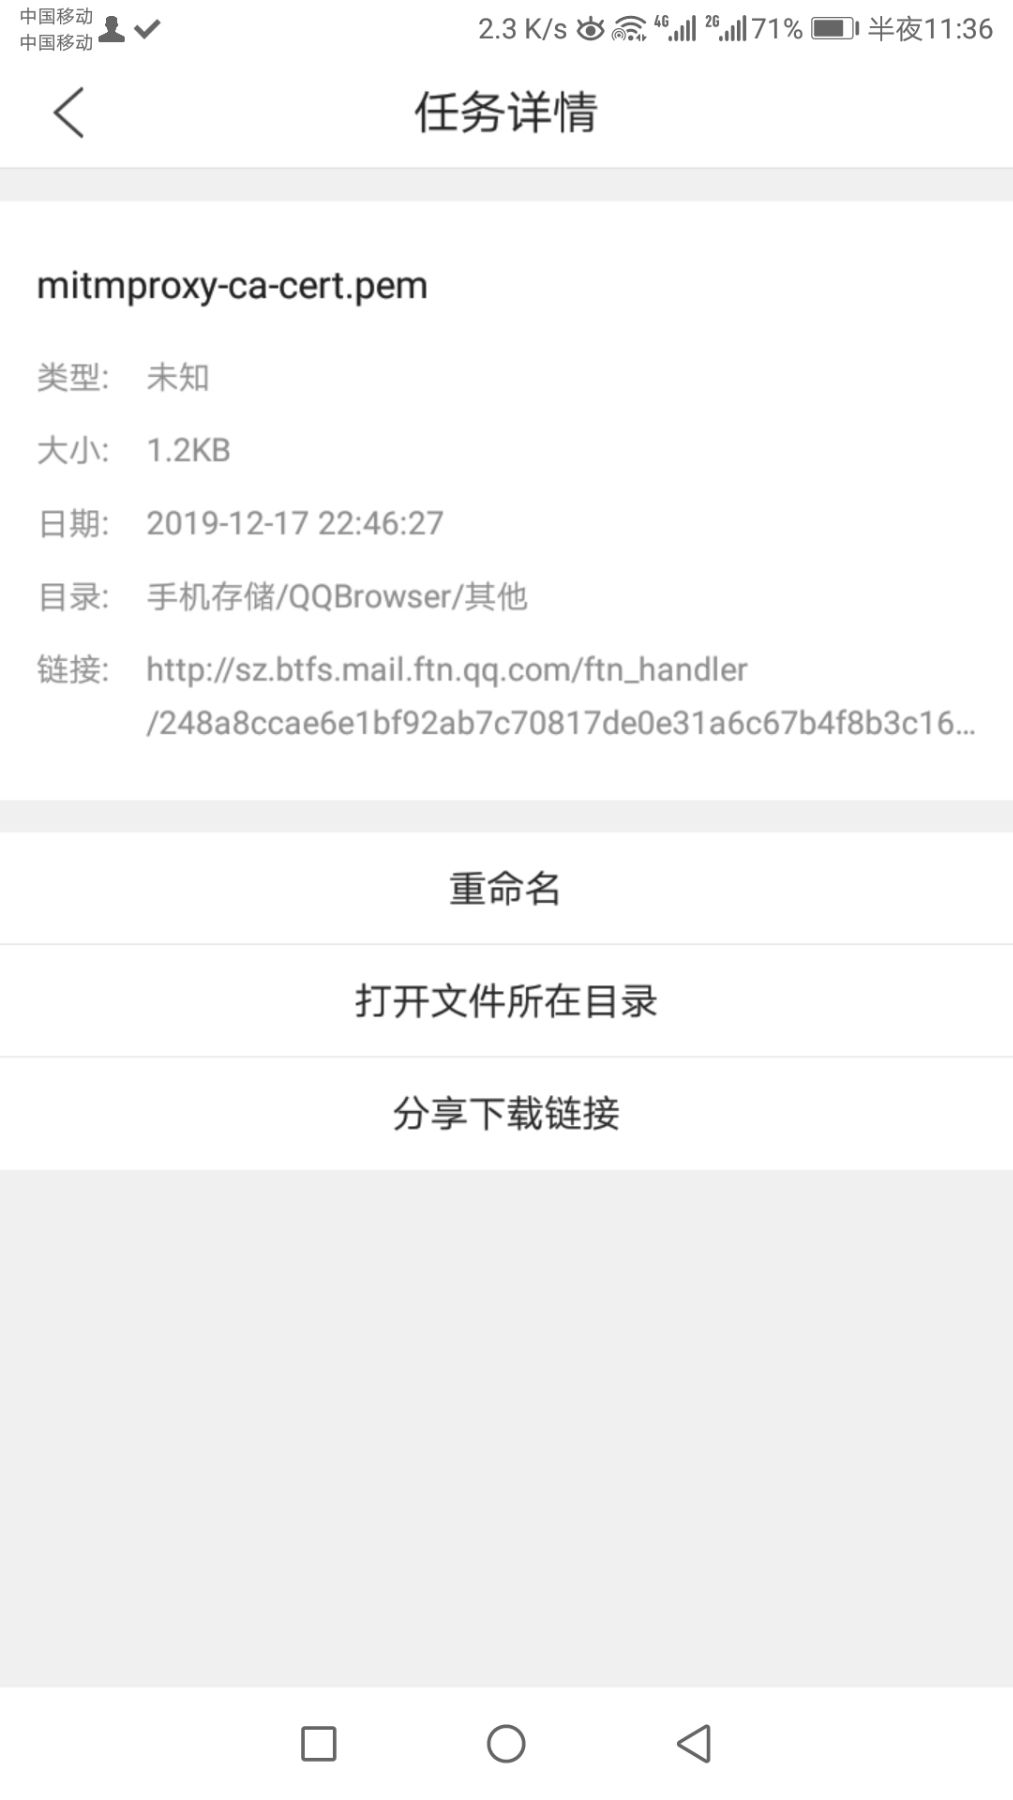 中国移动
中国移动
2.3 K/s 4G 2G 71% 半夜11:36
任务详情
mitmproxy-ca-cert.pem
类型: 未知
大小: 1.2KB
日期: 2019-12-17 22:46:27
目录: 手机存储/QQBrowser/其他
链接: http://sz.btfs.mail.ftn.qq.com/ftn_handler
/248a8ccae6e1bf92ab7c70817de0e31a6c67b4f8b3c16...
重命名
打开文件所在目录
分享下载链接